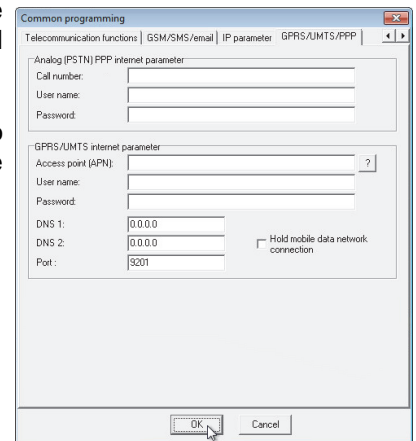 Common programming
Telecommunication functions GSM/SMS/email IP parameter GPRS/UMTS/PPP
Analog (PSTN) PPP internet parameter
Call number:
User name:
Password:
GPRS/UMTS internet parameter
Access point (APN): ?
User name:
Password:
DNS 1: 0.0.0.0
DNS 2: 0.0.0.0
Hold mobile data network
connection
Port : 9201
OK Cancel